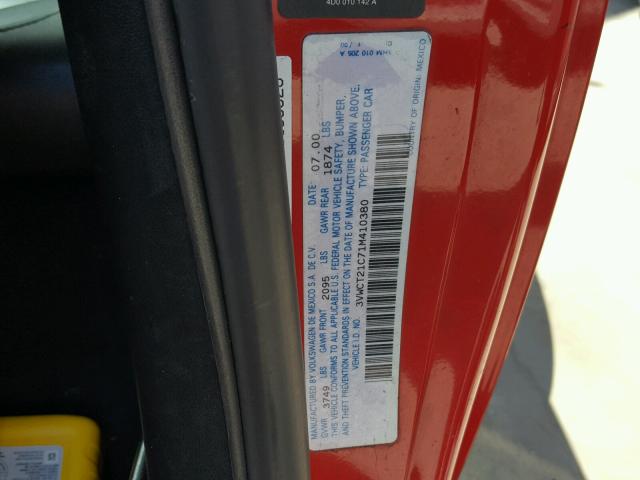 4D0 010 142 A
1HM 010 205 A
MANUFACTURED BY VOLKSWAGEN DE MEXICO S.A. DE C.V. DATE: 07.00
GVWR 3749 LBS GAWR FRONT 2095 LBS GAWR REAR 1874 LBS
THIS VEHICLE CONFORMS TO ALL APPLICABLE U.S. FEDERAL MOTOR VEHICLE SAFETY, BUMPER,
AND THEFT PREVENTION STANDARDS IN EFFECT ON THE DATE OF MANUFACTURE SHOWN ABOVE.
VEHICLE I.D. NO. 3VWCT21C71M410380 TYPE: PASSENGER CAR
COUNTRY OF ORIGIN: MEXICO